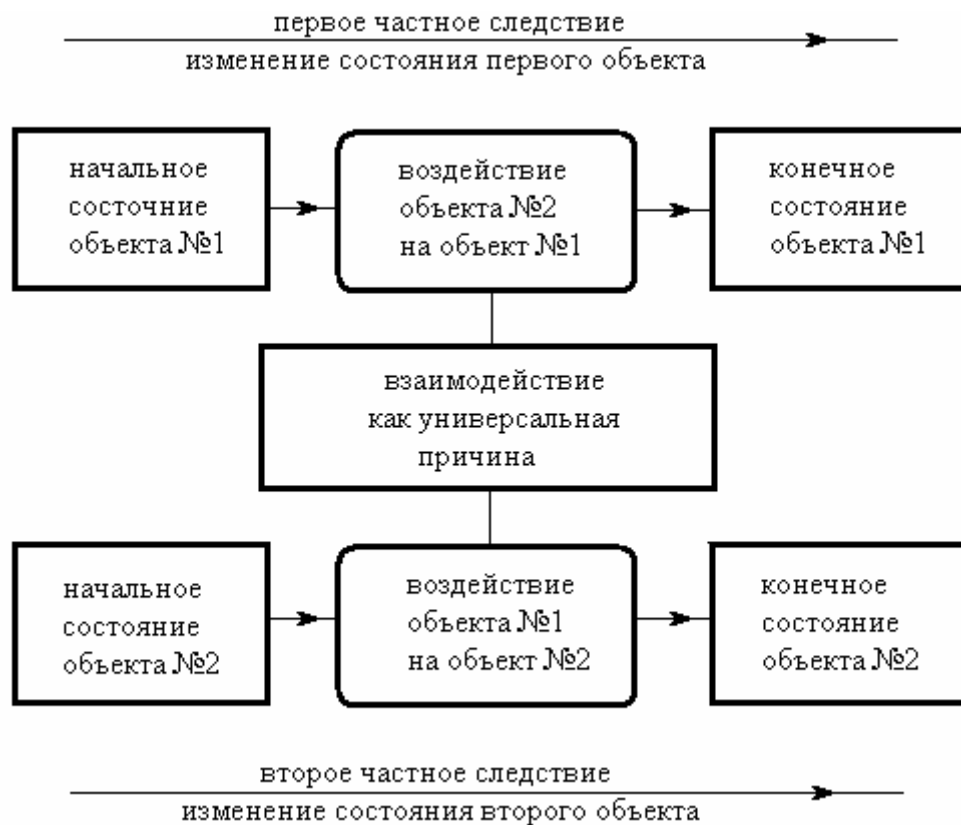 первое частное следствие
изменение состояния первого объекта
начальное
состочние
объекта №1
воздействие
объекта №2
на объект №1
конечное
состояние
объекта №1
взаимодействие
как универсальная
причина
начальное
состояние
объекта №2
воздействие
объекта №1
на объект №2
конечное
состояние
объекта №2
второе частное следствие
изменение состояния второго объекта